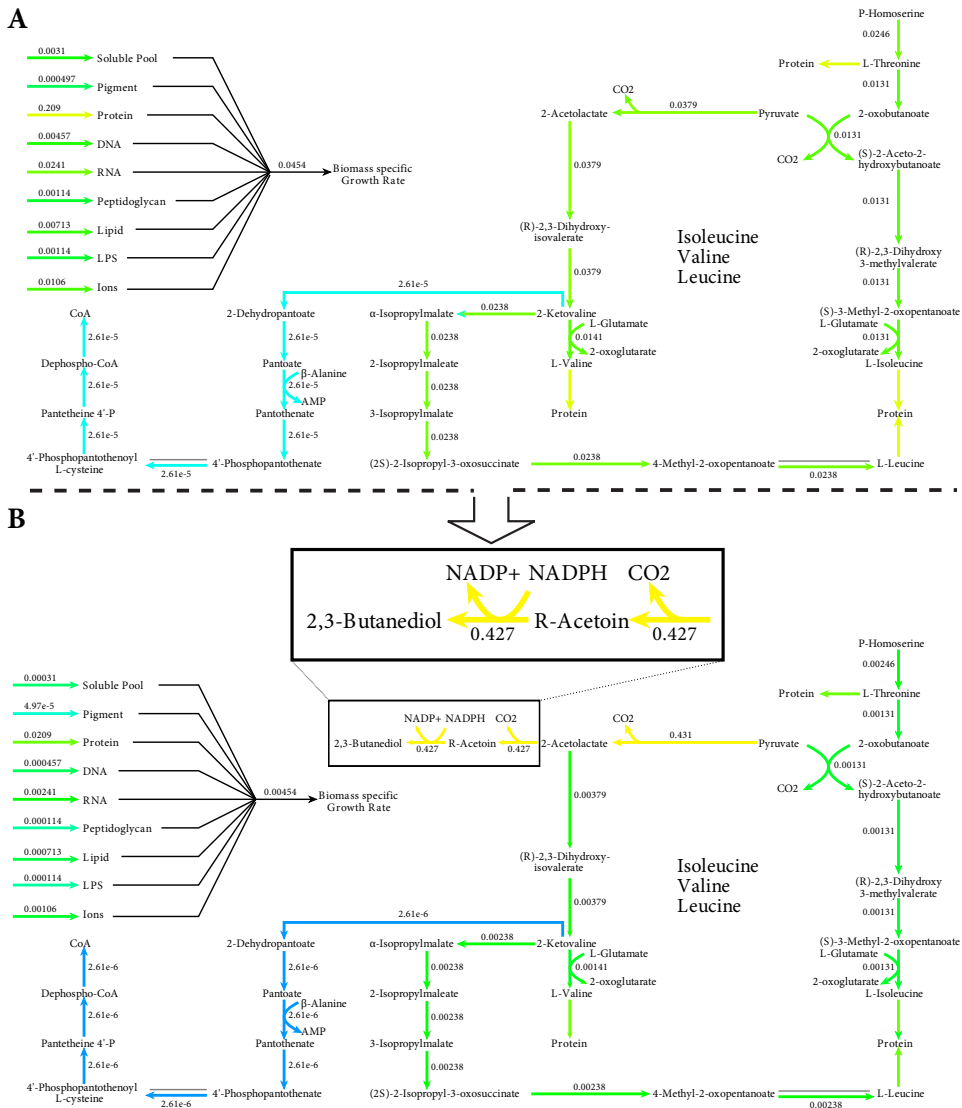 A
P-Homoserine
0.0246
0.0031
Soluble Pool
Protein
L-Threonine
0.000497
Pigment
0.0131
CO2
0.209
Protein
2-Acetolactate
0.0379
Pyruvate
2-oxobutanoate
0.00457
DNA
0.0131
CO2
(S)-2-Aceto-2-
hydroxybutanoate
0.0241
RNA
0.0454
Biomass specific
Growth Rate
0.0379
0.00114
Peptidoglycan
0.0131
0.00713
Lipid
(R)-2,3-Dihydroxy-
isovalerate
Isoleucine
Valine
Leucine
0.00114
LPS
(R)-2,3-Dihydroxy
3-methylvalerate
0.0379
0.0131
0.0106
Ions
2.61e-5
CoA
2-Dehydropantoate
α-Isopropylmalate
0.0238
2-Ketovaline
(S)-3-Methyl-2-oxopentanoate
L-Glutamate
L-Glutamate
2.61e-5
2.61e-5
0.0238
0.0141
0.0131
2-oxoglutarate
2-oxoglutarate
Dephospho-CoA
Pantoate
2-Isopropylmaleate
L-Valine
L-Isoleucine
β-Alanine
2.61e-5
2.61e-5
0.0238
AMP
Pantetheine 4'-P
Pantothenate
3-Isopropylmalate
Protein
Protein
2.61e-5
2.61e-5
0.0238
4'-Phosphopantothenoyl
L-cysteine
2.61e-5
4'-Phosphopantothenate
(2S)-2-Isopropyl-3-oxosuccinate
0.0238
4-Methyl-2-oxopentanoate
0.0238
L-Leucine
B
NADP+ NADPH CO2
2,3-Butanediol
0.427
R-Acetoin
0.427
P-Homoserine
0.00246
0.00031
Soluble Pool
Protein
L-Threonine
4.97e-5
Pigment
0.00131
NADP+ NADPH CO2
CO2
0.0209
Protein
2,3-Butanediol
0.427
R-Acetoin
0.427
2-Acetolactate
0.431
Pyruvate
2-oxobutanoate
0.000457
DNA
0.00131
CO2
(S)-2-Aceto-2-
hydroxybutanoate
0.00241
RNA
0.00454
Biomass specific
Growth Rate
0.00379
0.000114
Peptidoglycan
0.00131
0.000713
Lipid
(R)-2,3-Dihydroxy-
isovalerate
Isoleucine
Valine
Leucine
0.000114
LPS
(R)-2,3-Dihydroxy
3-methylvalerate
0.00379
0.00131
0.00106
Ions
2.61e-6
CoA
2-Dehydropantoate
α-Isopropylmalate
0.00238
2-Ketovaline
(S)-3-Methyl-2-oxopentanoate
L-Glutamate
L-Glutamate
2.61e-6
2.61e-6
0.00238
0.00141
0.00131
2-oxoglutarate
2-oxoglutarate
Dephospho-CoA
Pantoate
2-Isopropylmaleate
L-Valine
L-Isoleucine
β-Alanine
2.61e-6
2.61e-6
0.00238
AMP
Pantetheine 4'-P
Pantothenate
3-Isopropylmalate
Protein
Protein
2.61e-6
2.61e-6
0.00238
4'-Phosphopantothenoyl
L-cysteine
2.61e-6
4'-Phosphopantothenate
(2S)-2-Isopropyl-3-oxosuccinate
0.00238
4-Methyl-2-oxopentanoate
0.00238
L-Leucine